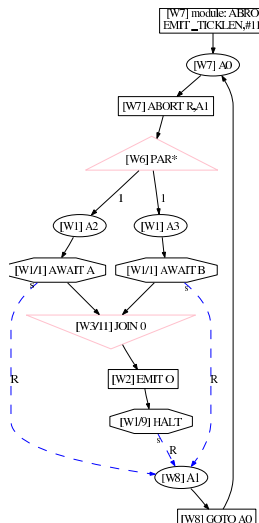 [W7] module: ABRO
EMIT_TICKLEN,#11
[W7] A0
[W7] ABORT R,A1
[W6] PAR*
1 1
[W1] A2 [W1] A3
[W1/1] AWAIT A [W1/1] AWAIT B
s s
[W3/11] JOIN 0
R R
[W2] EMIT O
[W1/9] HALT
s
R
[W8] A1
[W8] GOTO A0